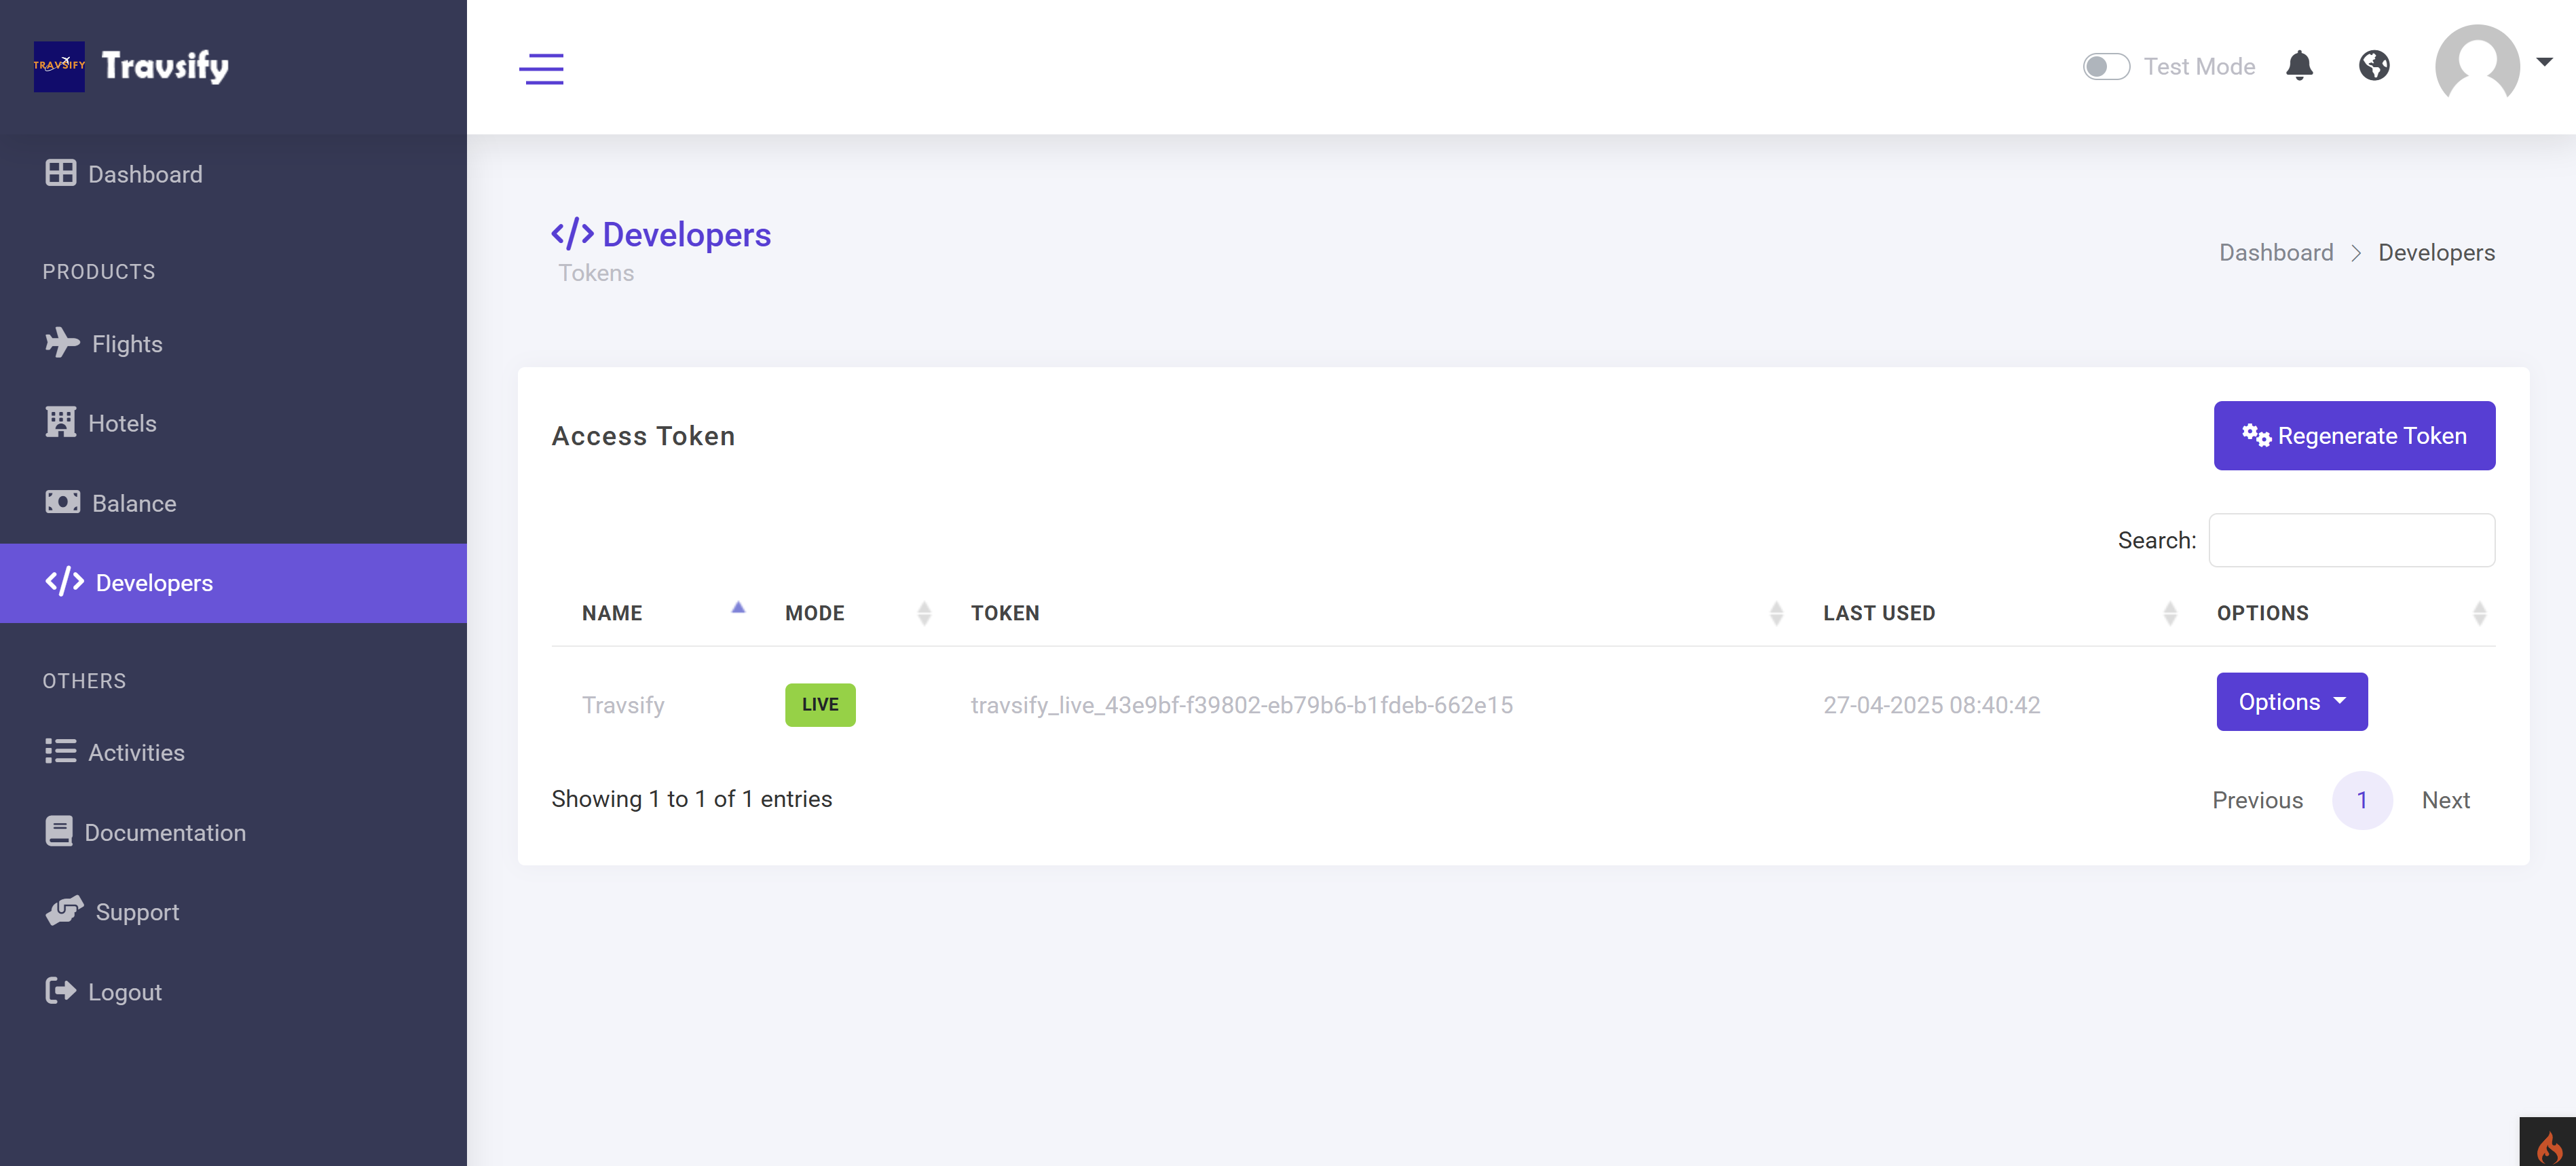 TRAVSIFY Travsify
Test Mode
Dashboard
PRODUCTS
Flights
Hotels
Balance
Developers
OTHERS
Activities
Documentation
Support
Logout
Developers
Tokens
Dashboard > Developers
Access Token
Regenerate Token
Search:
NAME MODE TOKEN LAST USED OPTIONS
Travsify LIVE travsify_live_43e9bf-f39802-eb79b6-b1fdeb-662e15 27-04-2025 08:40:42 Options
Showing 1 to 1 of 1 entries
Previous 1 Next